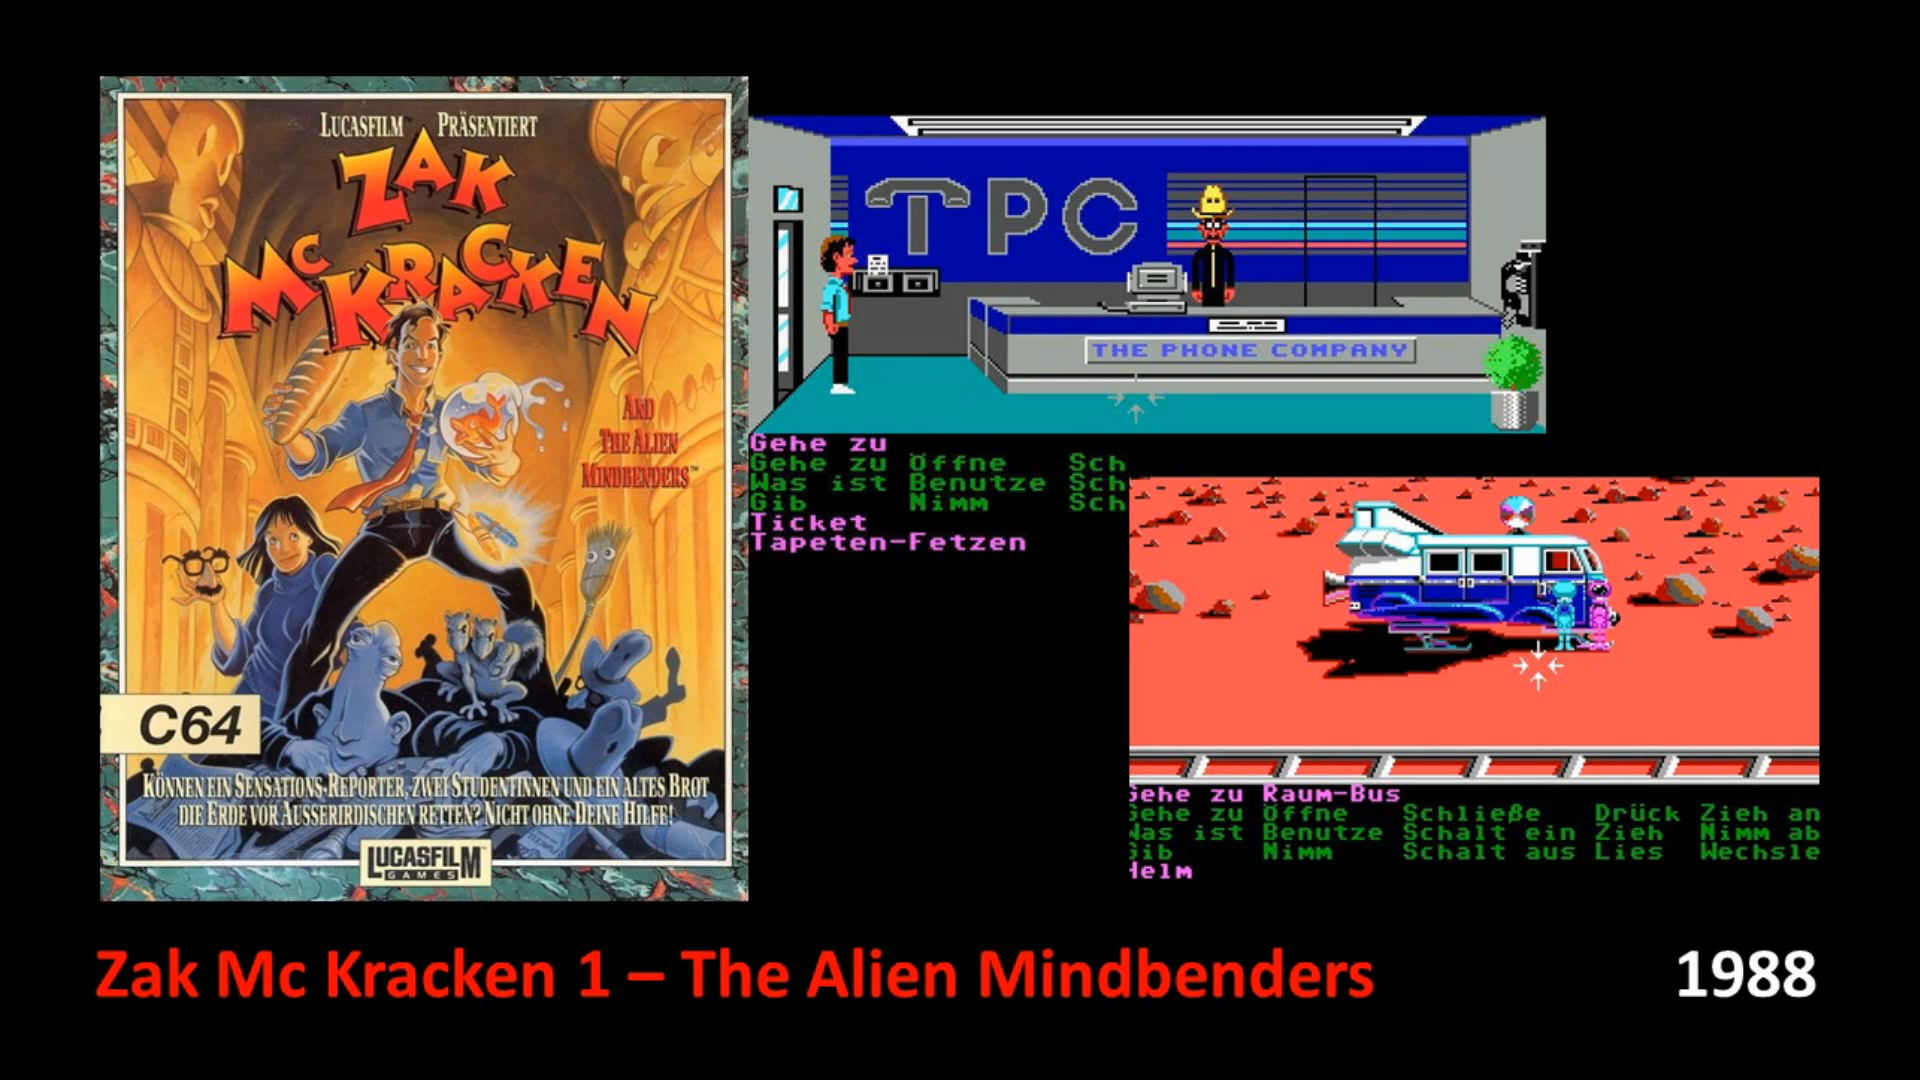 LUCASFILM™ PRÄSENTIERT
ZAK
MCKRACKEN
AND
THE ALIEN
MINDBENDERS™
C64
KÖNNEN EIN SENSATIONS-REPORTER, ZWEI STUDENTINNEN UND EIN ALTES BROT
DIE ERDE VOR AUSSERIRDISCHEN RETTEN? NICHT OHNE DEINE HILFE!
LUCASFILM™
GAMES
TPC
THE PHONE COMPANY
Gehe zu
Gehe zu Öffne Sch
Was ist Benutze Sch
Gib Nimm Sch
Ticket
Tapeten-Fetzen
Gehe zu Raum-Bus
Gehe zu Öffne Schließe Drück Zieh an
Was ist Benutze Schalt ein Zieh Nimm ab
Gib Nimm Schalt aus Lies Wechsle
Helm
Zak Mc Kracken 1 – The Alien Mindbenders
1988